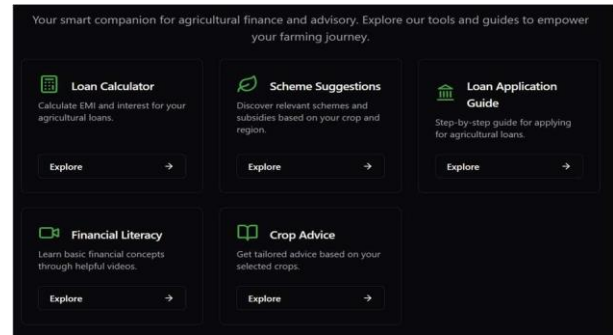 Your smart companion for agricultural finance and advisory. Explore our tools and guides to empower
your farming journey.
Loan Calculator
Calculate EMI and interest for your
agricultural loans.
Explore →
Scheme Suggestions
Discover relevant schemes and
subsidies based on your crop and
region.
Explore →
Loan Application
Guide
Step-by-step guide for applying
for agricultural loans.
Explore →
Financial Literacy
Learn basic financial concepts
through helpful videos.
Explore →
Crop Advice
Get tailored advice based on your
selected crops.
Explore →